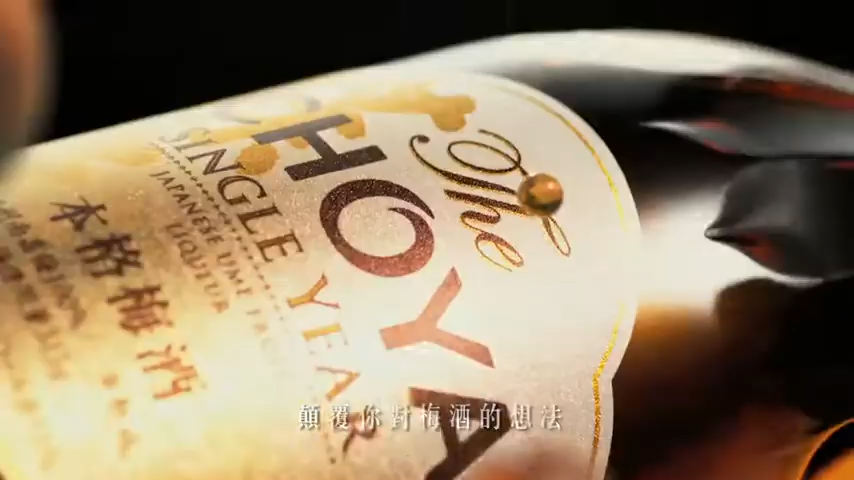 The
CHOYA
SINGLE YEAR
JAPANESE UME FRUIT
LIQUEUR
本格梅酒
顛覆你對梅酒的想法